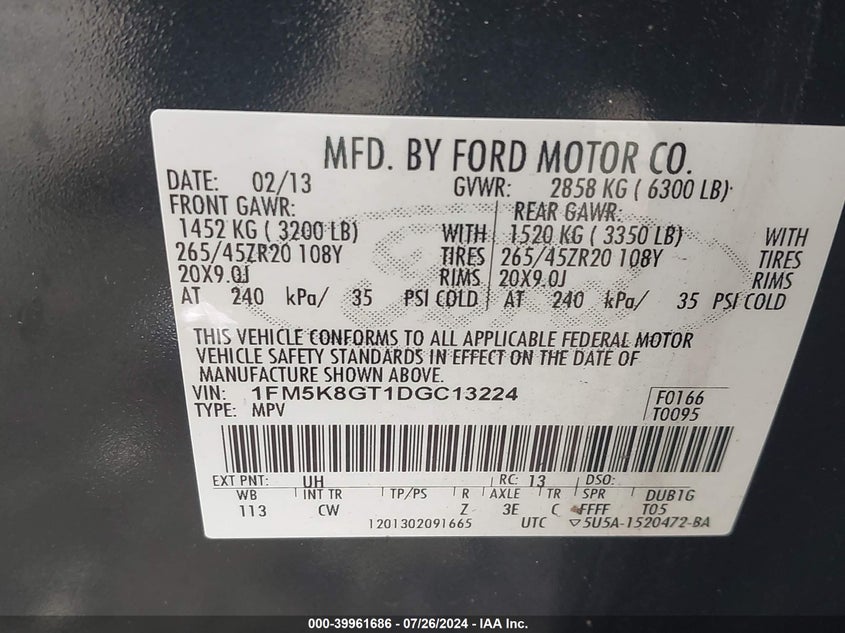 MFD. BY FORD MOTOR CO.
DATE: 02/13 GVWR: 2858 KG ( 6300 LB)
FRONT GAWR: REAR GAWR:
1452 KG ( 3200 LB) WITH 1520 KG ( 3350 LB) WITH
265/45ZR20 108Y TIRES 265/45ZR20 108Y TIRES
20X9.0J RIMS 20X9.0J RIMS
AT 240 kPa/ 35 PSI COLD AT 240 kPa/ 35 PSI COLD
THIS VEHICLE CONFORMS TO ALL APPLICABLE FEDERAL MOTOR
VEHICLE SAFETY STANDARDS IN EFFECT ON THE DATE OF
MANUFACTURE SHOWN ABOVE.
VIN: 1FM5K8GT1DGC13224 F0166
TYPE: MPV T0095
EXT PNT: UH RC: 13 DSO:
WB INT TR TP/PS R AXLE TR SPR DUB1G
113 CW Z 3E C FFFF T05
1201302091665 UTC ▽5U5A-1520472-BA
000-39961686 / 07/26/2024 - IAA Inc.